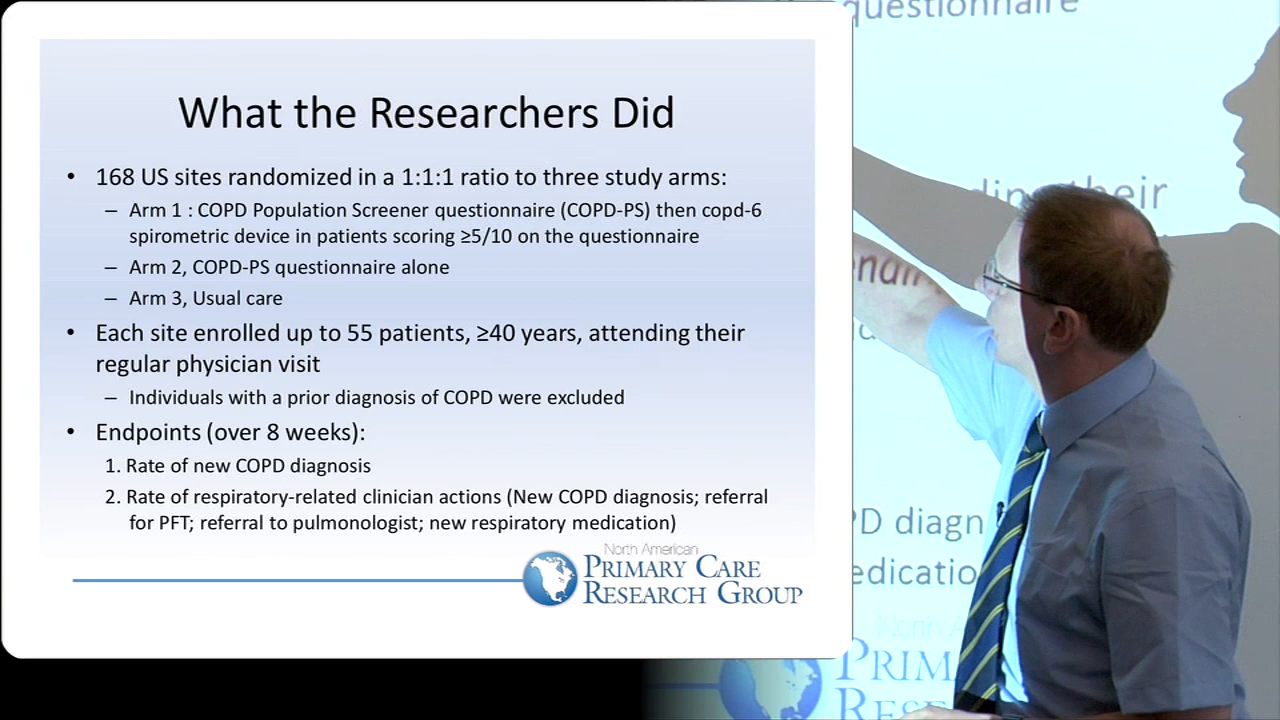 What the Researchers Did
• 168 US sites randomized in a 1:1:1 ratio to three study arms:
– Arm 1 : COPD Population Screener questionnaire (COPD-PS) then copd-6
spirometric device in patients scoring ≥5/10 on the questionnaire
– Arm 2, COPD-PS questionnaire alone
– Arm 3, Usual care
• Each site enrolled up to 55 patients, ≥40 years, attending their
regular physician visit
– Individuals with a prior diagnosis of COPD were excluded
• Endpoints (over 8 weeks):
1. Rate of new COPD diagnosis
2. Rate of respiratory-related clinician actions (New COPD diagnosis; referral
for PFT; referral to pulmonologist; new respiratory medication)
North American
PRIMARY CARE
RESEARCH GROUP
questionnaire
ding their
endin
PD diagn
edicatio
North A
PRIM
RESE